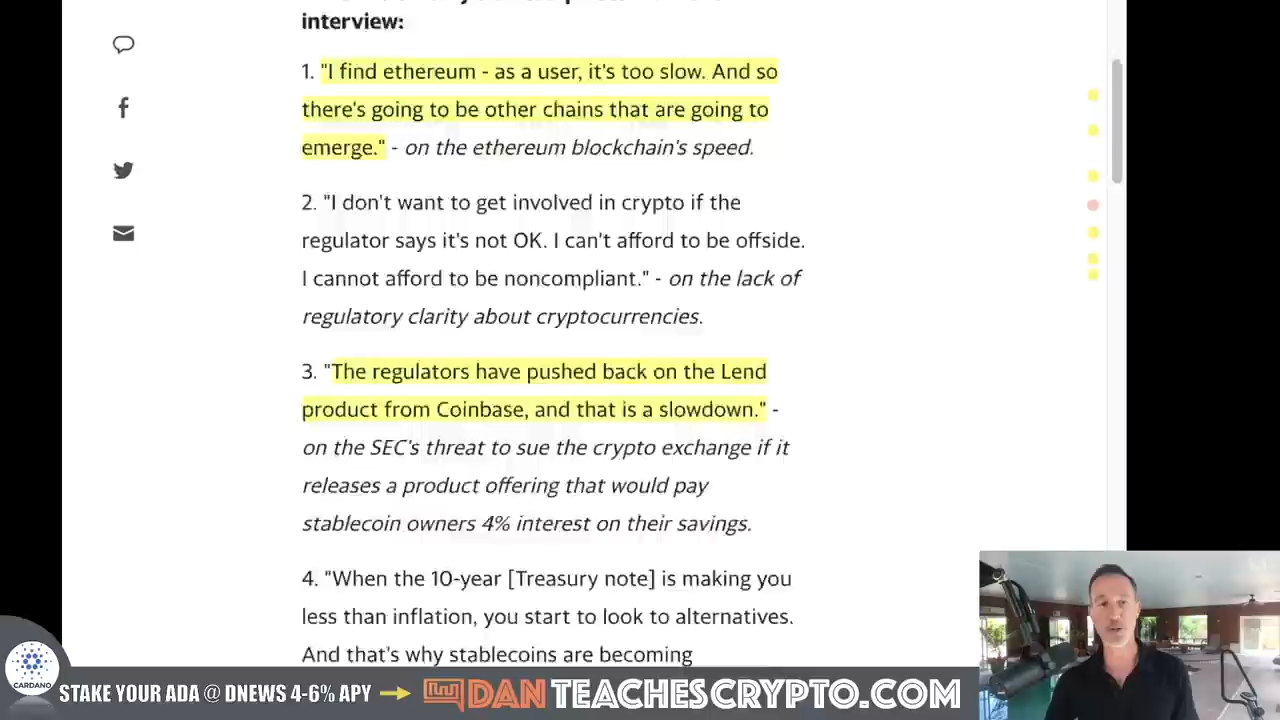 interview:
1. "I find ethereum - as a user, it's too slow. And so
there's going to be other chains that are going to
emerge." - on the ethereum blockchain's speed.
2. "I don't want to get involved in crypto if the
regulator says it's not OK. I can't afford to be offside.
I cannot afford to be noncompliant." - on the lack of
regulatory clarity about cryptocurrencies.
3. "The regulators have pushed back on the Lend
product from Coinbase, and that is a slowdown." -
on the SEC's threat to sue the crypto exchange if it
releases a product offering that would pay
stablecoin owners 4% interest on their savings.
4. "When the 10-year [Treasury note] is making you
less than inflation, you start to look to alternatives.
And that's why stablecoins are becoming
CARDANO
STAKE YOUR ADA @ DNEWS 4-6% APY
DANTEACHESCRYPTO.COM